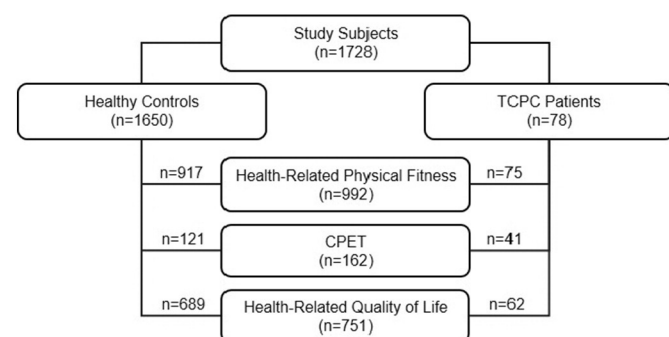 Study Subjects
(n=1728)
Healthy Controls
(n=1650)
TCPC Patients
(n=78)
n=917
Health-Related Physical Fitness
(n=992)
n=75
n=121
CPET
(n=162)
n=41
n=689
Health-Related Quality of Life
(n=751)
n=62